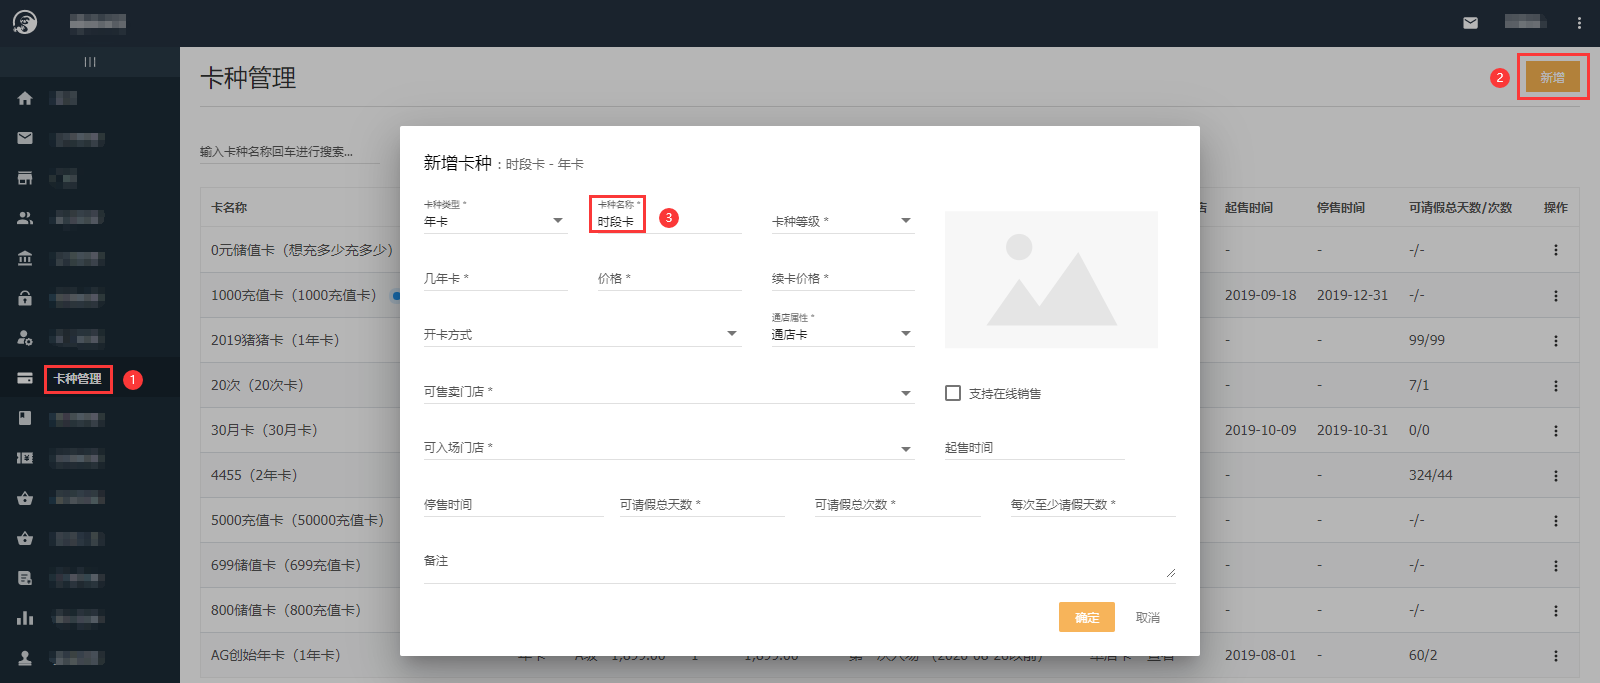 卡种管理
2
新增
输入卡种名称回车进行搜索...
卡名称
起售时间
停售时间
可请假总天数/次数
操作
0元储值卡（想充多少充多少）
-
-
-/-
1000充值卡（1000充值卡）
2019-09-18
2019-12-31
-/-
2019猪猪卡（1年卡）
-
-
99/99
20次（20次卡）
-
-
7/1
30月卡（30月卡）
2019-10-09
2019-10-31
0/0
4455（2年卡）
-
-
324/44
5000充值卡（50000充值卡）
-
-
-/-
699储值卡（699充值卡）
-
-
-/-
800储值卡（800充值卡）
-
-
-/-
AG创始年卡（1年卡）
2019-08-01
-
60/2
卡种管理
1
新增卡种：时段卡 - 年卡
卡种类型 *
年卡
卡种名称 *
时段卡
3
卡种等级 *
几年卡 *
价格 *
续卡价格 *
开卡方式
通店属性 *
通店卡
可售卖门店 *
支持在线销售
可入场门店 *
起售时间
停售时间
可请假总天数 *
可请假总次数 *
每次至少请假天数 *
备注
确定
取消